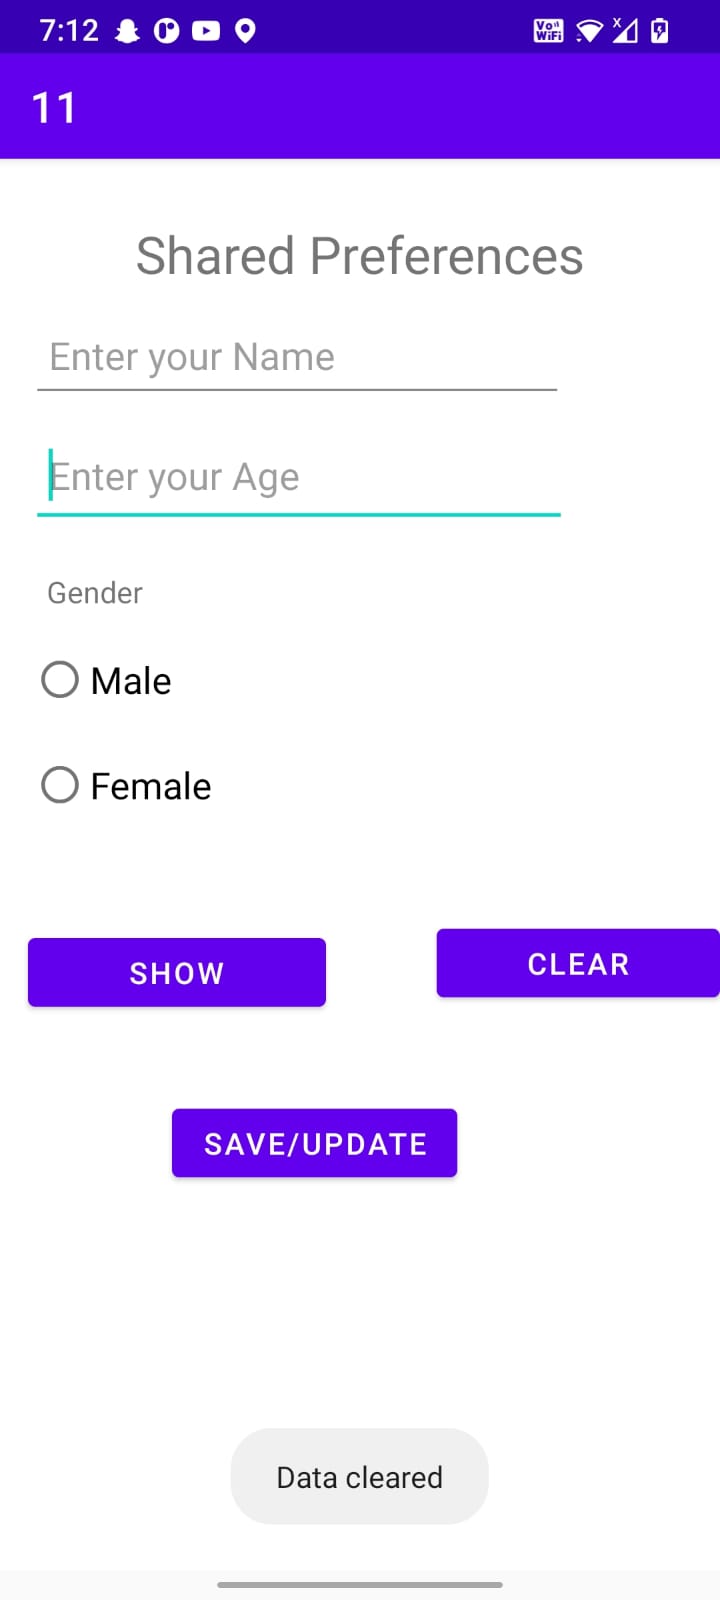 7:12
Vo WiFi
11
Shared Preferences
Enter your Name
Enter your Age
Gender
Male
Female
SHOW
CLEAR
SAVE/UPDATE
Data cleared